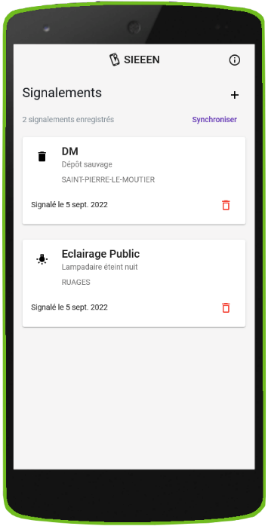 SIEEEN
Signalements
+
2 signalements enregistrés
Synchroniser
DM
Dépôt sauvage
SAINT-PIERRE-LE-MOUTIER
Signalé le 5 sept. 2022
Eclairage Public
Lampadaire éteint nuit
RUAGES
Signalé le 5 sept. 2022